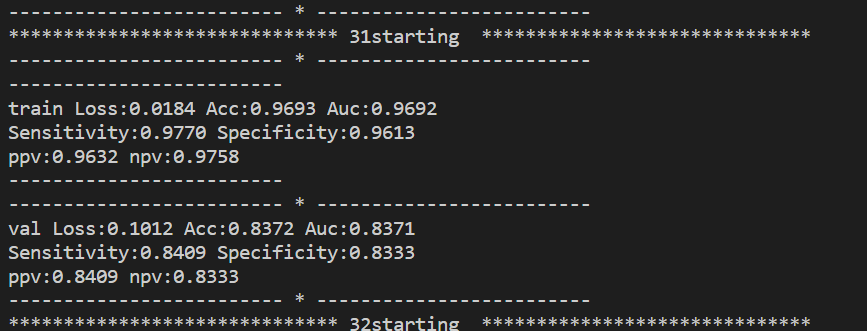 ------------------------- * -------------------------
****************************** 31starting  ******************************
------------------------- * -------------------------
-------------------------
train Loss:0.0184 Acc:0.9693 Auc:0.9692
Sensitivity:0.9770 Specificity:0.9613
ppv:0.9632 npv:0.9758
-------------------------
------------------------- * -------------------------
val Loss:0.1012 Acc:0.8372 Auc:0.8371
Sensitivity:0.8409 Specificity:0.8333
ppv:0.8409 npv:0.8333
------------------------- * -------------------------
****************************** 32starting  ******************************